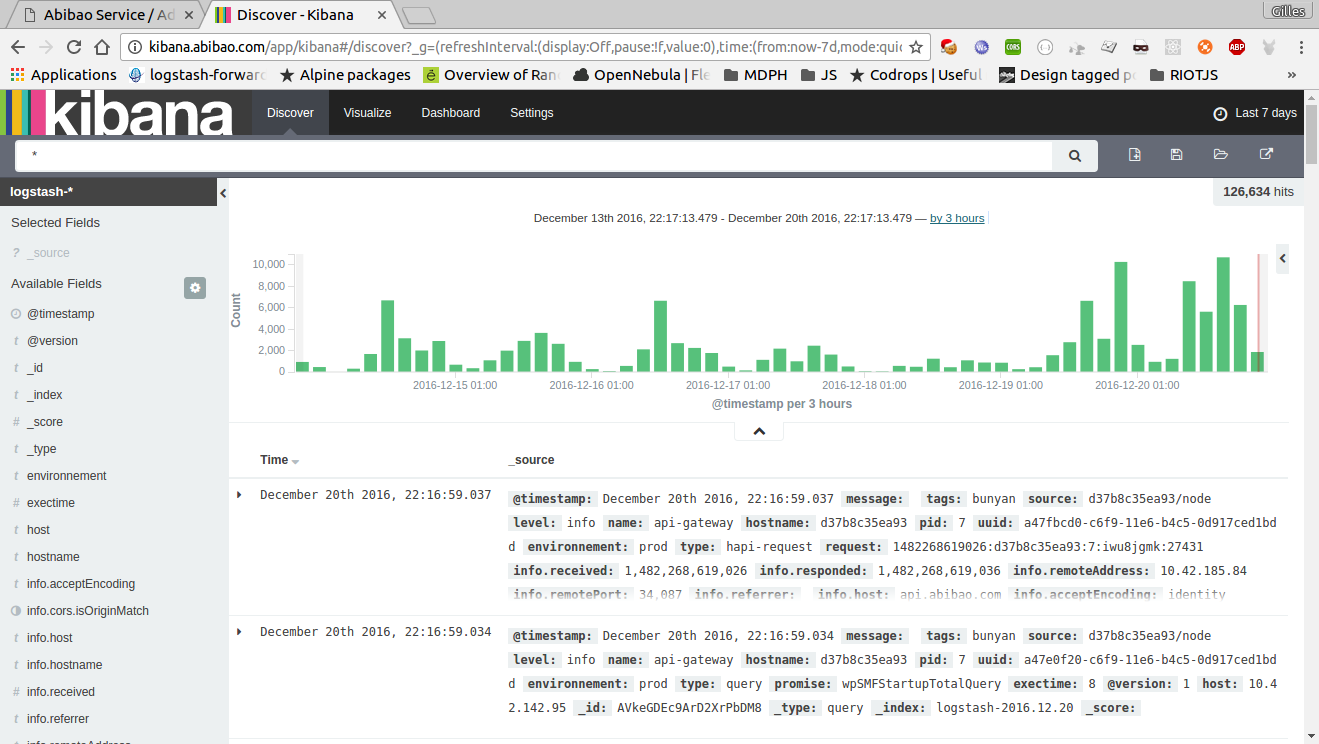 Abibao Service / Ad
Discover - Kibana
Gilles
kibana.abibao.com/app/kibana#/discover?_g=(refreshInterval:(display:Off,pause:!f,value:0),time:(from:now-7d,mode:quic
CORS
ABP
Applications
logstash-forwar
Alpine packages
Overview of Ran
OpenNebula | Fle
MDPH
JS
Codrops | Useful
Design tagged po
RIOTJS
»
kibana
Discover
Visualize
Dashboard
Settings
Last 7 days
*
logstash-*
126,634 hits
Selected Fields
? _source
Available Fields
@timestamp
t @version
t _id
t _index
# _score
t _type
t environnement
# exectime
t host
t hostname
t info.acceptEncoding
info.cors.isOriginMatch
t info.host
t info.hostname
# info.received
t info.referrer
t info.remoteAddress
December 13th 2016, 22:17:13.479 - December 20th 2016, 22:17:13.479 — by 3 hours
Count
10,000
8,000
6,000
4,000
2,000
0
2016-12-15 01:00
2016-12-16 01:00
2016-12-17 01:00
2016-12-18 01:00
2016-12-19 01:00
2016-12-20 01:00
@timestamp per 3 hours
Time
_source
December 20th 2016, 22:16:59.037
@timestamp: December 20th 2016, 22:16:59.037 message: tags: bunyan source: d37b8c35ea93/node
level: info name: api-gateway hostname: d37b8c35ea93 pid: 7 uuid: a47fbcd0-c6f9-11e6-b4c5-0d917ced1bd
d environnement: prod type: hapi-request request: 1482268619026:d37b8c35ea93:7:iwu8jgmk:27431
info.received: 1,482,268,619,026 info.responded: 1,482,268,619,036 info.remoteAddress: 10.42.185.84
info.remotePort: 34,087 info.referrer: info.host: api.abibao.com info.acceptEncoding: identity
December 20th 2016, 22:16:59.034
@timestamp: December 20th 2016, 22:16:59.034 message: tags: bunyan source: d37b8c35ea93/node
level: info name: api-gateway hostname: d37b8c35ea93 pid: 7 uuid: a47e0f20-c6f9-11e6-b4c5-0d917ced1bd
d environnement: prod type: query promise: wpSMFStartupTotalQuery exectime: 8 @version: 1 host: 10.4
2.142.95 _id: AVkeGDEc9ArD2XrPbDM8 _type: query _index: logstash-2016.12.20 _score: